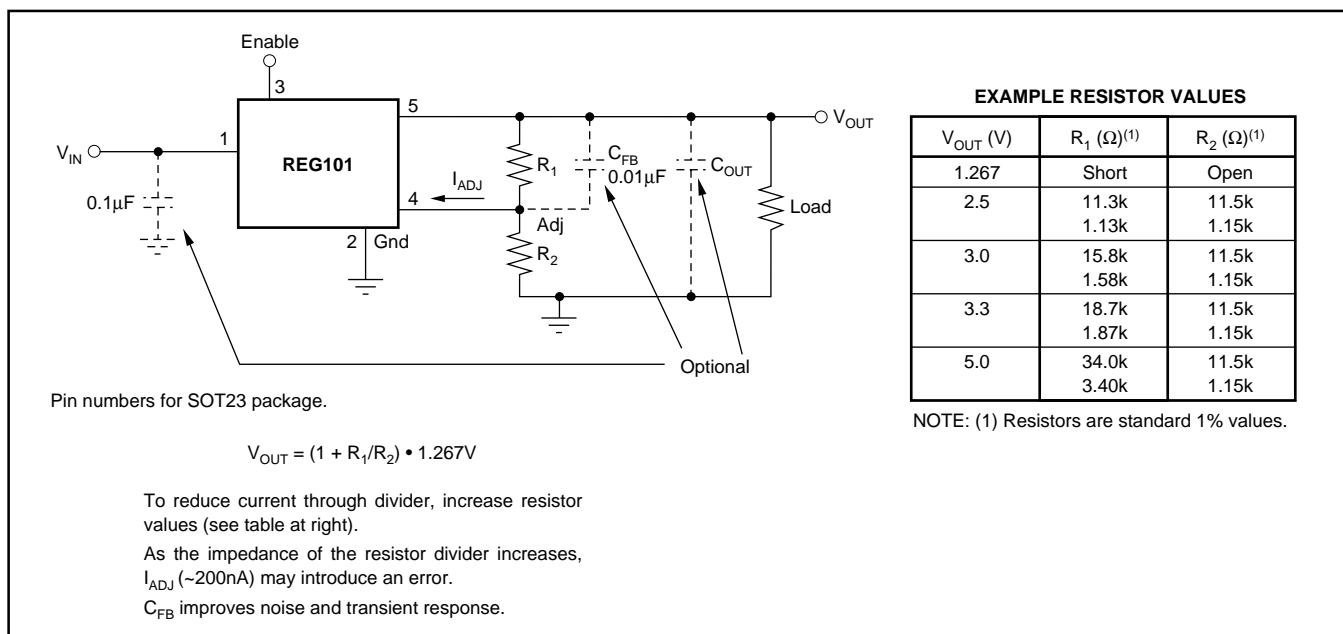 Enable
3
5
V_OUT
1
V_IN
REG101
R_1
C_FB
0.01μF
C_OUT
I_ADJ
0.1μF
4
Adj
Load
2 Gnd
R_2
Optional
Pin numbers for SOT23 package.
V_OUT = (1 + R_1/R_2) • 1.267V
To reduce current through divider, increase resistor
values (see table at right).
As the impedance of the resistor divider increases,
I_ADJ (~200nA) may introduce an error.
C_FB improves noise and transient response.
EXAMPLE RESISTOR VALUES
V_OUT (V) R_1 (Ω)(1) R_2 (Ω)(1)
1.267 Short Open
2.5 11.3k 11.5k
1.13k 1.15k
3.0 15.8k 11.5k
1.58k 1.15k
3.3 18.7k 11.5k
1.87k 1.15k
5.0 34.0k 11.5k
3.40k 1.15k
NOTE: (1) Resistors are standard 1% values.